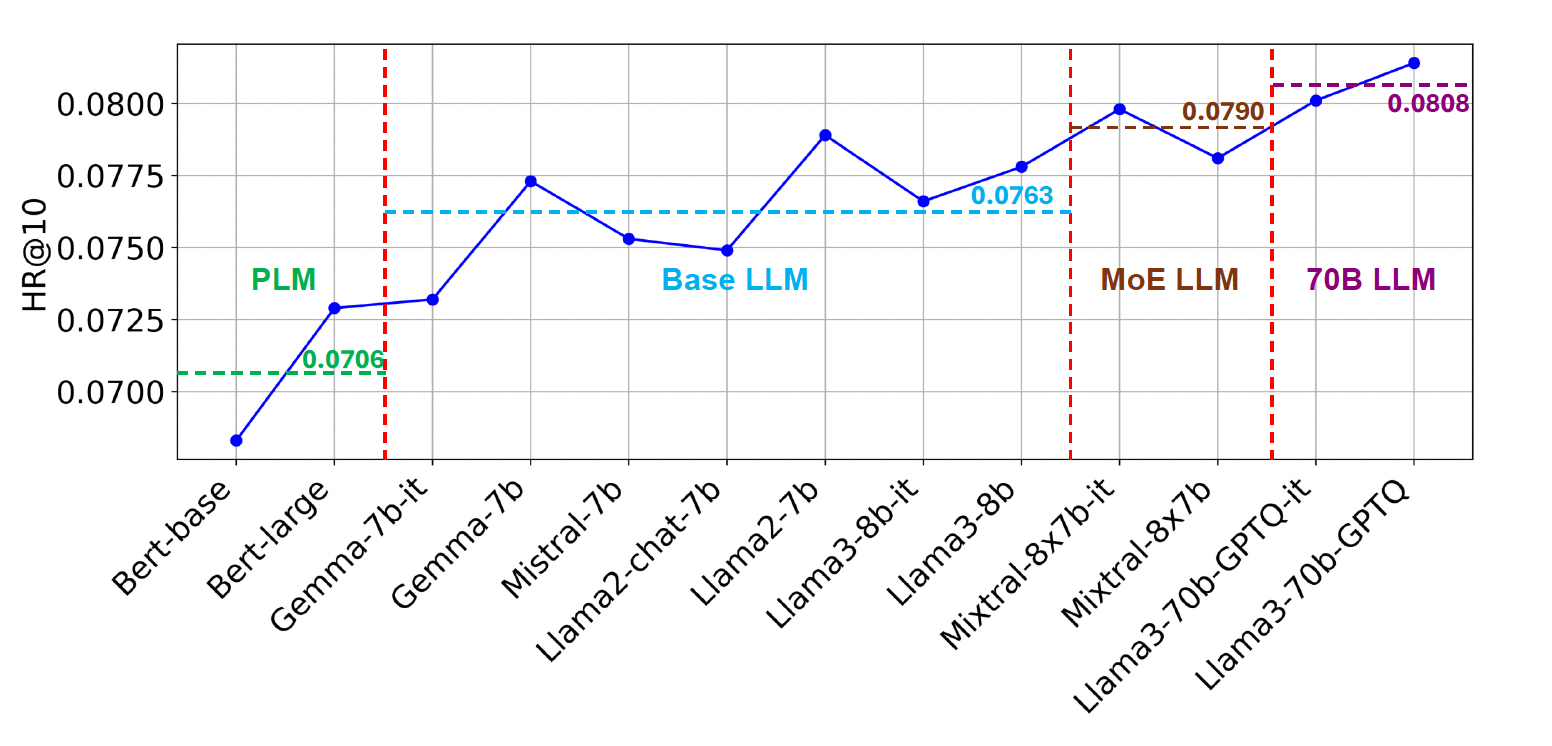 HR@10
0.0800
0.0775
0.0750
0.0725
0.0700
PLM
0.0706
Base LLM
0.0763
MoE LLM
0.0790
70B LLM
0.0808
Bert-base
Bert-large
Gemma-7b-it
Gemma-7b
Mistral-7b
Llama2-chat-7b
Llama2-7b
Llama3-8b-it
Llama3-8b
Mixtral-8x7b-it
Mixtral-8x7b
Llama3-70b-GPTQ-it
Llama3-70b-GPTQ